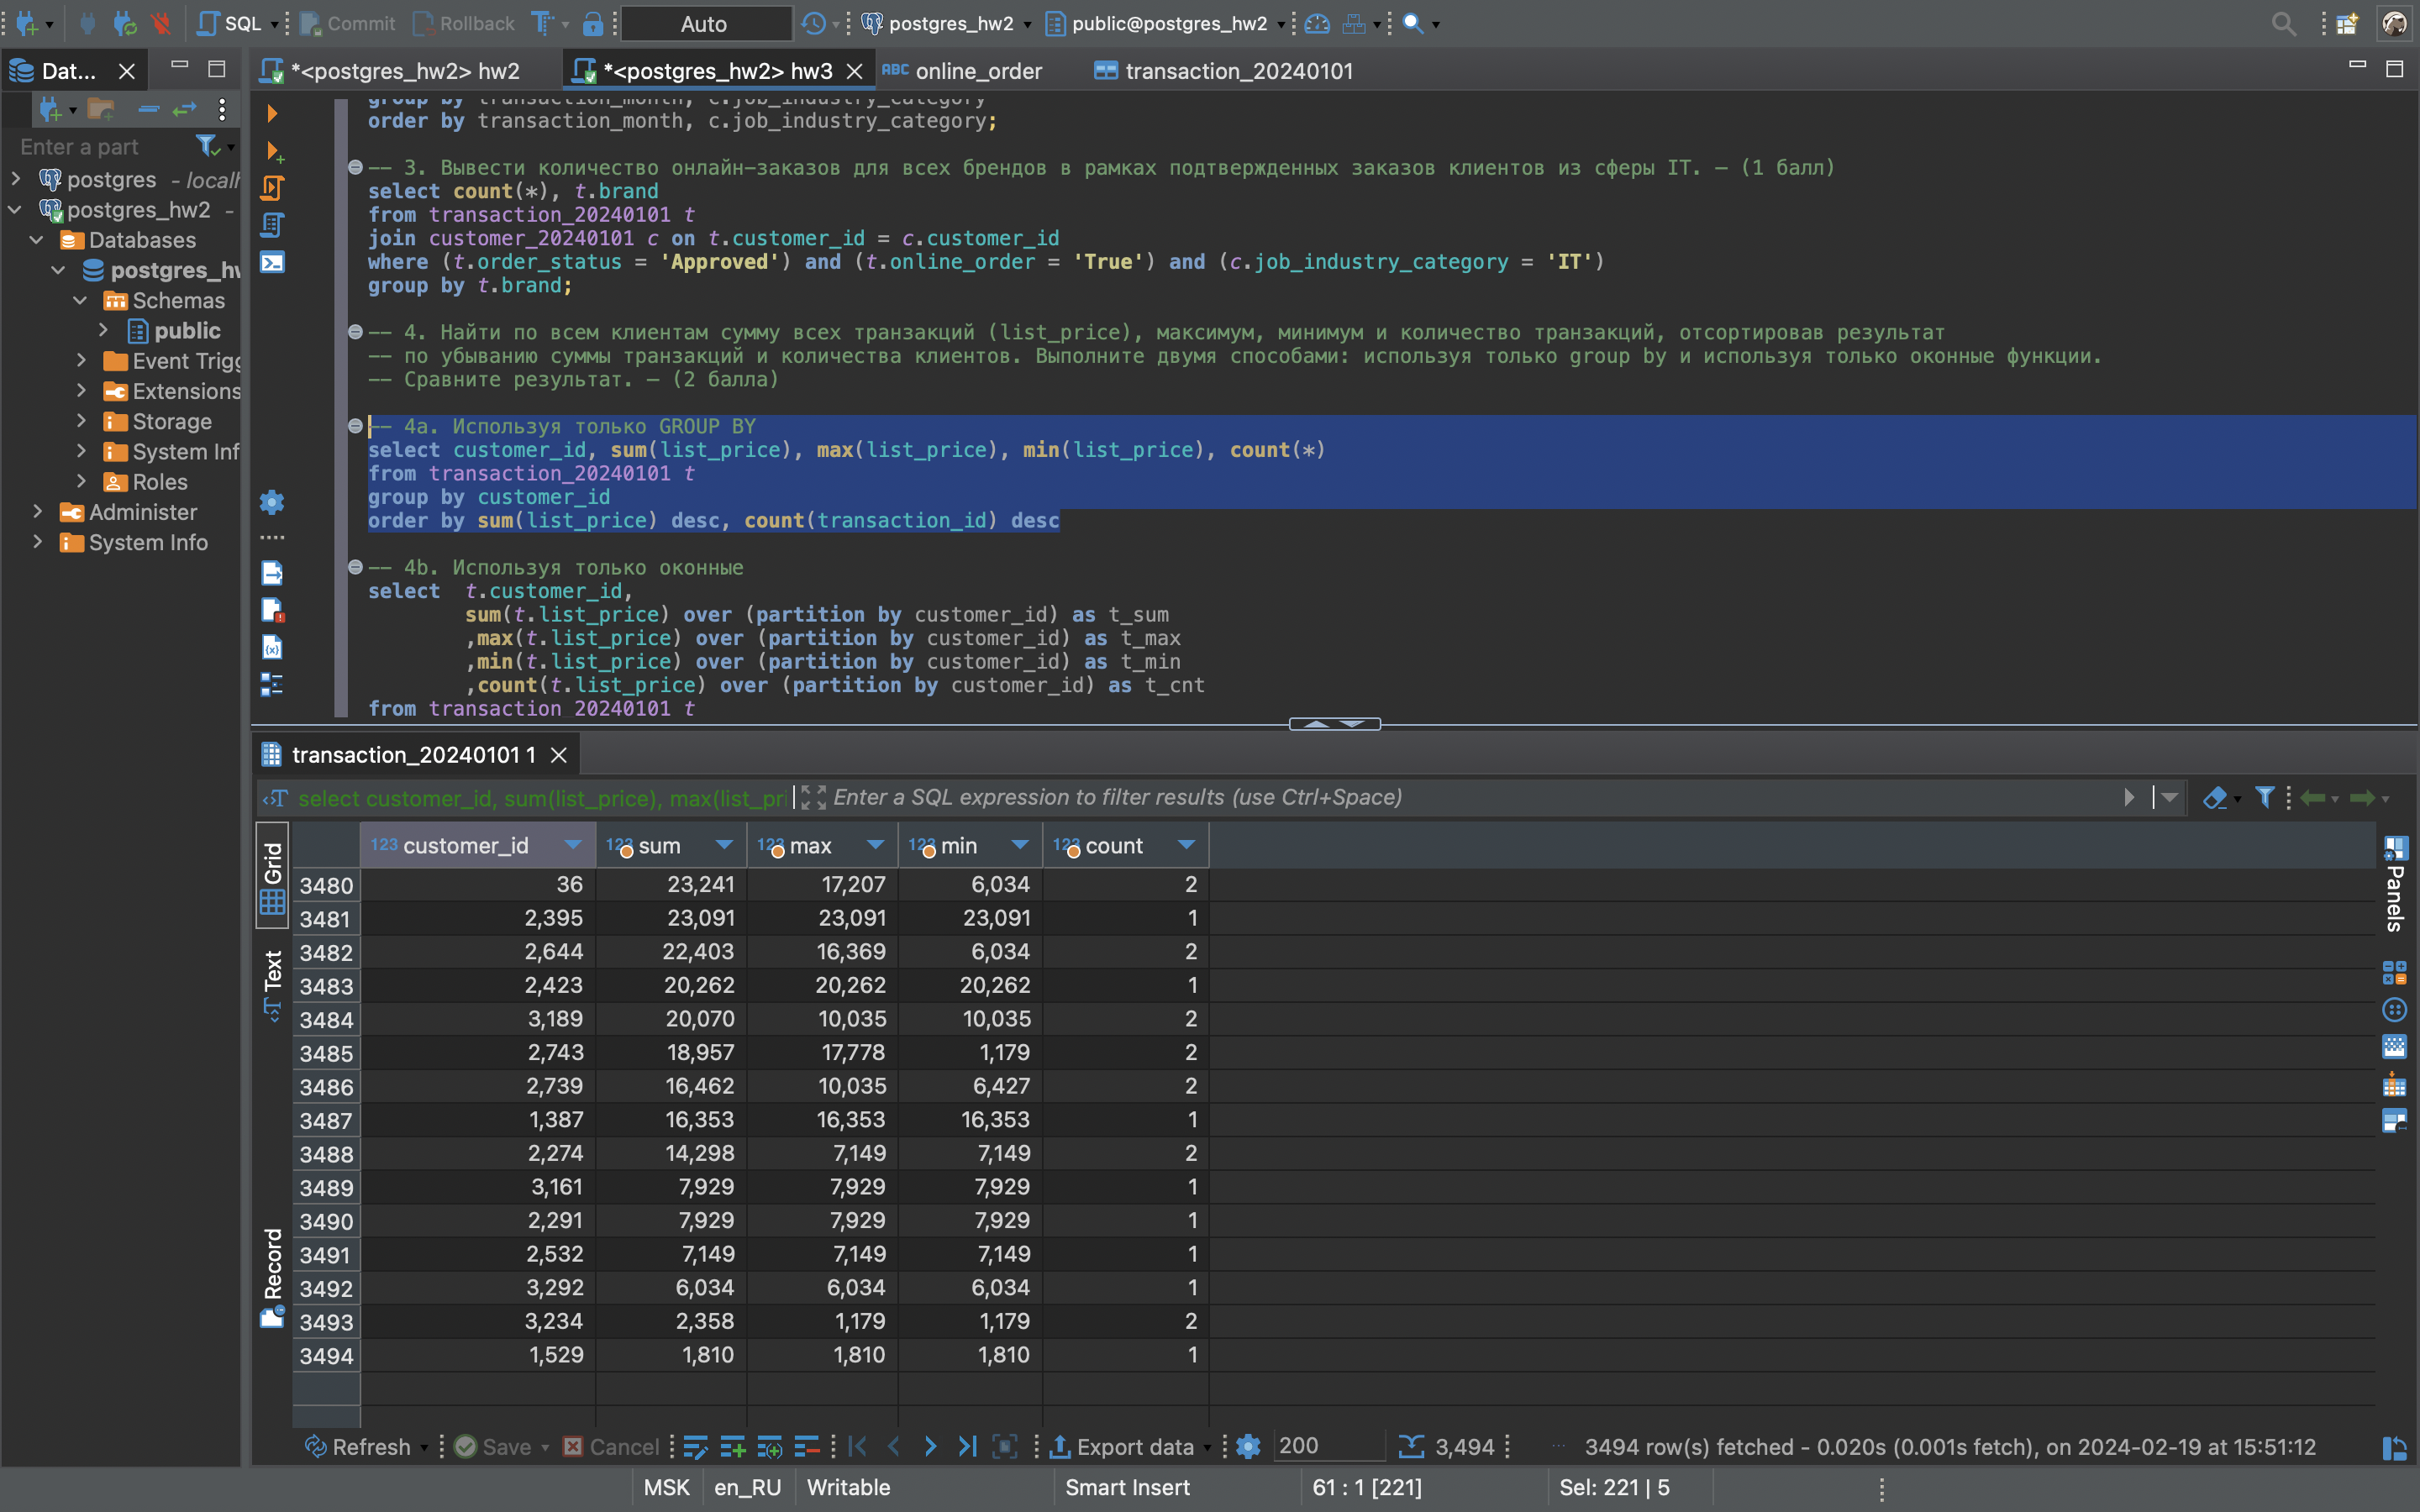 SQL Commit Rollback Auto postgres_hw2 public@postgres_hw2
Dat...
*<postgres_hw2> hw2
*<postgres_hw2> hw3
ABC online_order
transaction_20240101
Enter a part
postgres - localh
postgres_hw2 -
Databases
postgres_hw
Schemas
public
Event Trigg
Extensions
Storage
System Inf
Roles
Administer
System Info
group by transaction_month, c.job_industry_category
order by transaction_month, c.job_industry_category;
-- 3. Вывести количество онлайн-заказов для всех брендов в рамках подтвержденных заказов клиентов из сферы IT. — (1 балл)
select count(*), t.brand
from transaction_20240101 t
join customer_20240101 c on t.customer_id = c.customer_id
where (t.order_status = 'Approved') and (t.online_order = 'True') and (c.job_industry_category = 'IT')
group by t.brand;
-- 4. Найти по всем клиентам сумму всех транзакций (list_price), максимум, минимум и количество транзакций, отсортировав результат
-- по убыванию суммы транзакций и количества клиентов. Выполните двумя способами: используя только group by и используя только оконные функции.
-- Сравните результат. — (2 балла)
-- 4a. Используя только GROUP BY
select customer_id, sum(list_price), max(list_price), min(list_price), count(*)
from transaction_20240101 t
group by customer_id
order by sum(list_price) desc, count(transaction_id) desc
-- 4b. Используя только оконные
select t.customer_id,
sum(t.list_price) over (partition by customer_id) as t_sum
,max(t.list_price) over (partition by customer_id) as t_max
,min(t.list_price) over (partition by customer_id) as t_min
,count(t.list_price) over (partition by customer_id) as t_cnt
from transaction_20240101 t
transaction_20240101 1
select customer_id, sum(list_price), max(list_pri
Enter a SQL expression to filter results (use Ctrl+Space)
Grid
Text
Record
Panels
123 customer_id 123 sum 123 max 123 min 123 count
3480 36 23,241 17,207 6,034 2
3481 2,395 23,091 23,091 23,091 1
3482 2,644 22,403 16,369 6,034 2
3483 2,423 20,262 20,262 20,262 1
3484 3,189 20,070 10,035 10,035 2
3485 2,743 18,957 17,778 1,179 2
3486 2,739 16,462 10,035 6,427 2
3487 1,387 16,353 16,353 16,353 1
3488 2,274 14,298 7,149 7,149 2
3489 3,161 7,929 7,929 7,929 1
3490 2,291 7,929 7,929 7,929 1
3491 2,532 7,149 7,149 7,149 1
3492 3,292 6,034 6,034 6,034 1
3493 3,234 2,358 1,179 1,179 2
3494 1,529 1,810 1,810 1,810 1
Refresh Save Cancel Export data 200 3,494 3494 row(s) fetched - 0.020s (0.001s fetch), on 2024-02-19 at 15:51:12
MSK en_RU Writable Smart Insert 61 : 1 [221] Sel: 221 | 5